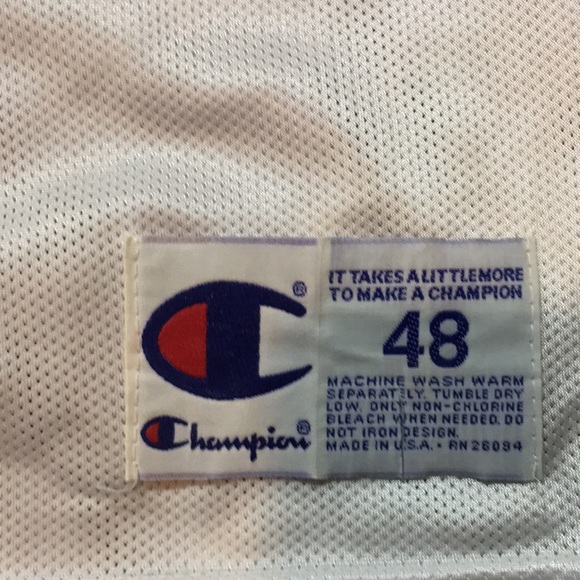 Champion
IT TAKES A LITTLE MORE
TO MAKE A CHAMPION
48
MACHINE WASH WARM
SEPARATELY. TUMBLE DRY
LOW. ONLY NON-CHLORINE
BLEACH WHEN NEEDED. DO
NOT IRON DESIGN.
MADE IN U.S.A. • RN 26094